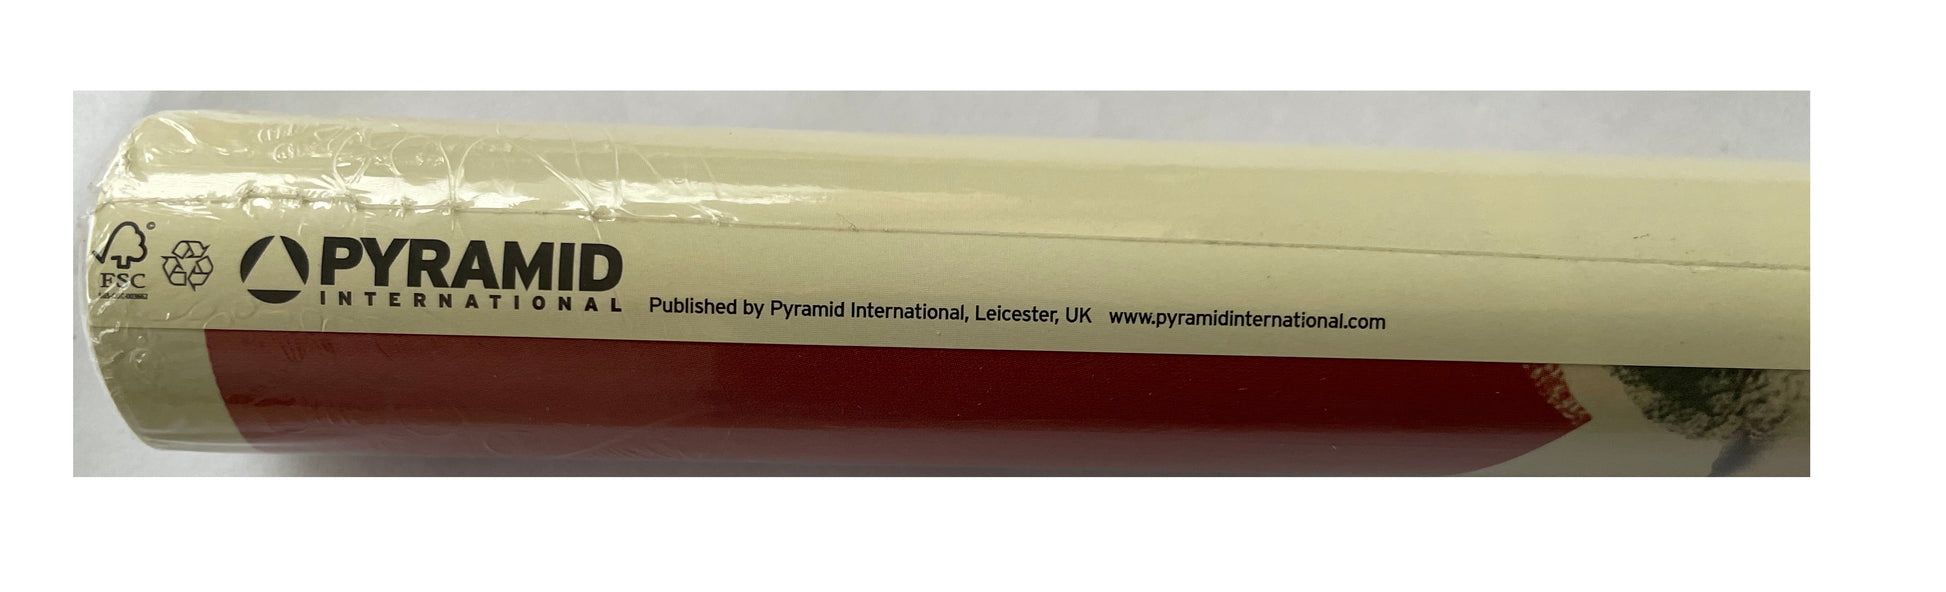 ©
FSC
PYRAMID
INTERNATIONAL
Published by Pyramid International, Leicester, UK www.pyramidinternational.com